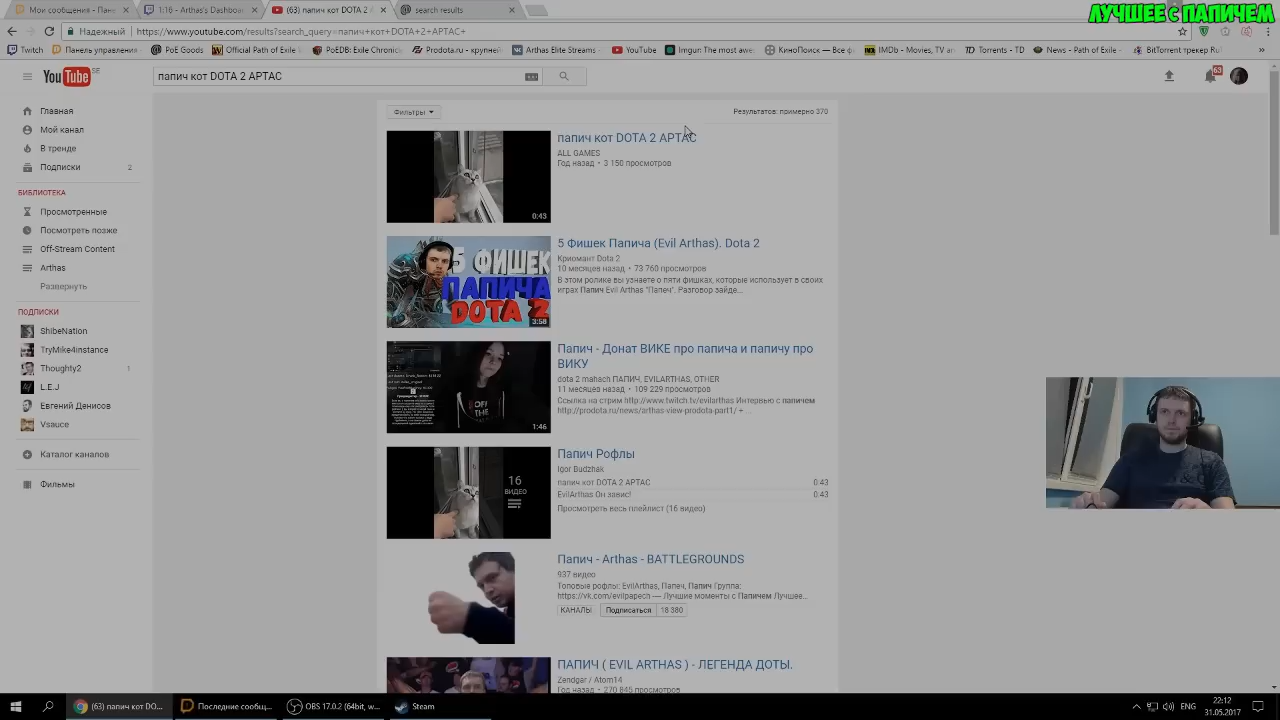 Мои сообщения - Пан
1:16 - Arthas's Dashboa
(63) папич кот DOTA 2 А
search results
ЛУЧШЕЕ С ПАПИЧЕМ
Надежный
https://www.youtube.com/results?search_query=папич+кот+DOTA+2+АРТАС+
Twitch
Панель управления
PoE Goods
Official Path of Exile
PoEDB: Exile Chronic
Prodota.ru - крупней
Arthas Elite Streams
YouTube
Imgur: The most awe
КиноПоиск — Все
IMDb - Movies, TV ar
Torrents - TD
News - Path of Exile
BitTorrent трекер Ru
Другие
YouTube SE
папич кот DOTA 2 АРТАС
63
Главная
Мой канал
В тренде
Подписки
2
БИБЛИОТЕКА
Просмотренные
Посмотреть позже
Off-Stream Content
Arthas
Развернуть
ПОДПИСКИ
ShibeNation
TryMike4instance
Thoughty2
1
L.E.J
Евгений Денисов
Vsauce
Каталог каналов
Фильмы
Фильтры
Результатов: примерно 370
папич кот DOTA 2 АРТАС
ALL GAMES
Год назад • 3 150 просмотров
0:43
5 Фишек Папича (Evil Arthas). Dota 2
Криомант Dota 2
10 месяцев назад • 73 760 просмотров
В этом ролике вы узнаете о пяти фишках, которые использует в своих
играх Папич Evil Arthas "Папеч". Разговор зайде...
5 ФИШЕК
ПАПИЧА
DOTA 2
3:58
Папич - Донат ВИКЕ про папича и папичу про
ВИКУ
dota 2 mahach ПАПИЧ, EVILARTHAS, OTHER
11 месяцев назад • 109 229 просмотров
Ссылка на стрим http://www.twitch.tv/evilarthas Интервью с папичем
http://prodota.ru/news/arthas-view-prodota-part1/ + ...
OFF
THE
1:46
Папич Рофлы
Igor Budzhak
папич кот DOTA 2 АРТАС 0:43
EvilArthas Он завис! 0:43
Просмотреть весь плейлист (16 видео)
16
ВИДЕО
Папич - Arthas - BATTLEGROUNDS
937 видео
Топовые рофлы: EvilArthas, Папеч, Папич Группа:
https://vk.com/evilpapech ---- Лучшие моменты с Папичем Лучшее...
КАНАЛЫ
Подписаться
18 380
ПАПИЧ ( EVIL ARTHAS ) - ЛЕГЕНДА ДОТЫ.
Zendgar / Atom14
Год назад • 270 845 просмотров
(63) папич кот DO...
Последние сообщ...
OBS 17.0.2 (64bit, w...
Steam
ENG
22:12
31.05.2017